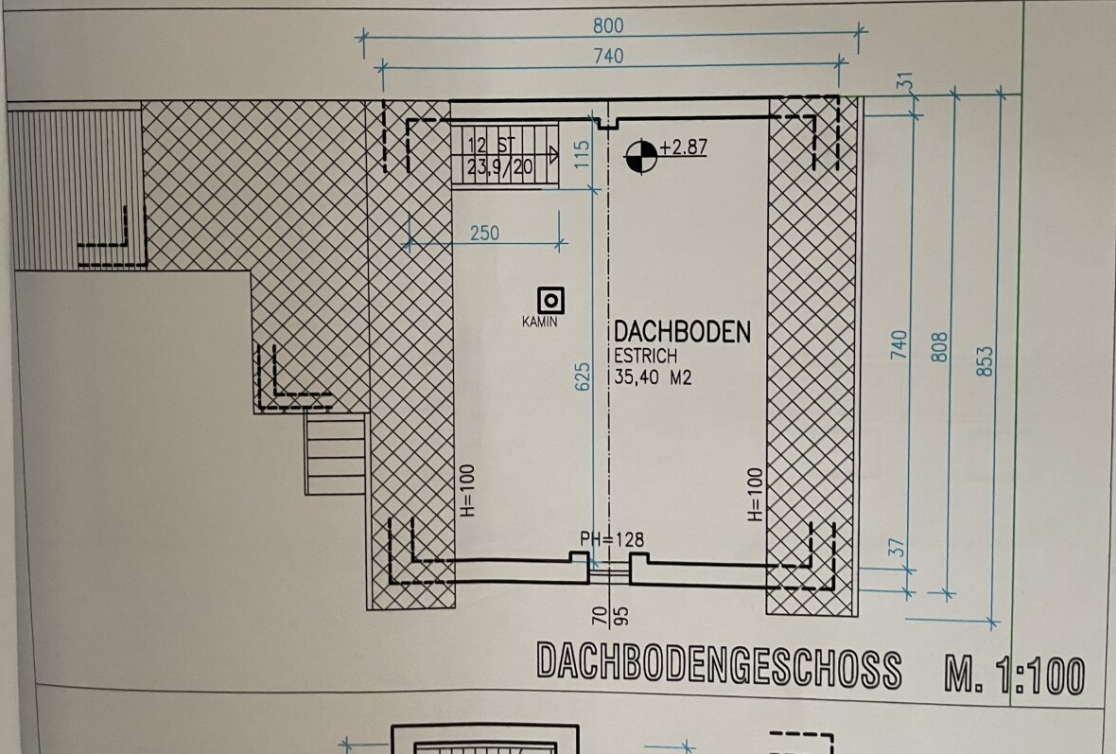 800
740
31
12 ST
23,9/20
115
+2.87
250
KAMIN
DACHBODEN
ESTRICH
35,40 M2
625
740
808
853
H=100
H=100
PH=128
37
70
95
DACHBODENGESCHOSS M. 1:100